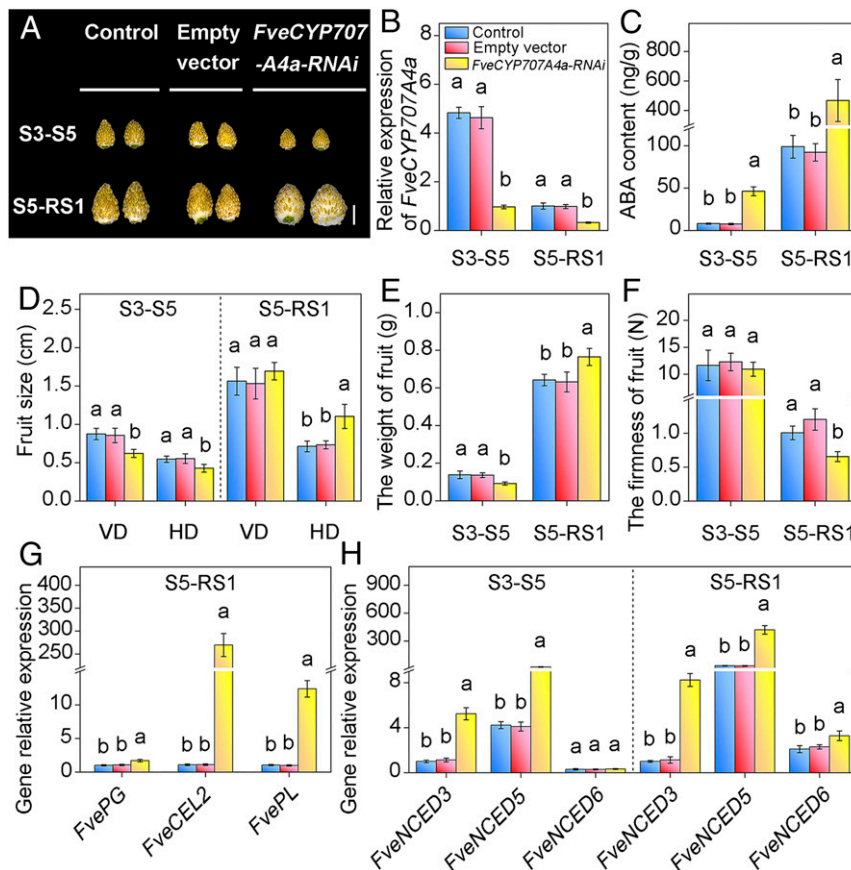 A
Control
Empty
vector
FveCYP707
-A4a-RNAi
S3-S5
S5-RS1
B
Relative expression
of FveCYP707A4a
Control
Empty vector
FveCYP707A4a-RNAi
6
4
2
0
a a b
a a b
S3-S5 S5-RS1
C
ABA content (ng/g)
800
600
400
100
50
0
b b a
b b a
S3-S5 S5-RS1
D
Fruit size (cm)
S3-S5 S5-RS1
2.5
2.0
1.5
1.0
0.5
0.0
a a b
a a b
a a a
b b a
VD HD VD HD
E
The weight of fruit (g)
1.0
0.8
0.6
0.4
0.2
0.0
a a b
b b a
S3-S5 S5-RS1
F
The firmness of fruit (N)
20
15
10
1.0
0.5
0.0
a a a
a a b
S3-S5 S5-RS1
G
Gene relative expression
S5-RS1
400
350
300
250
10
5
0
b b a
b b a
b b a
FvePG FveCEL2 FvePL
H
Gene relative expression
S3-S5 S5-RS1
900
600
300
8
4
0
b b a
b b a
a a a
b b a
b b a
b b a
FveNCED3 FveNCED5 FveNCED6 FveNCED3 FveNCED5 FveNCED6